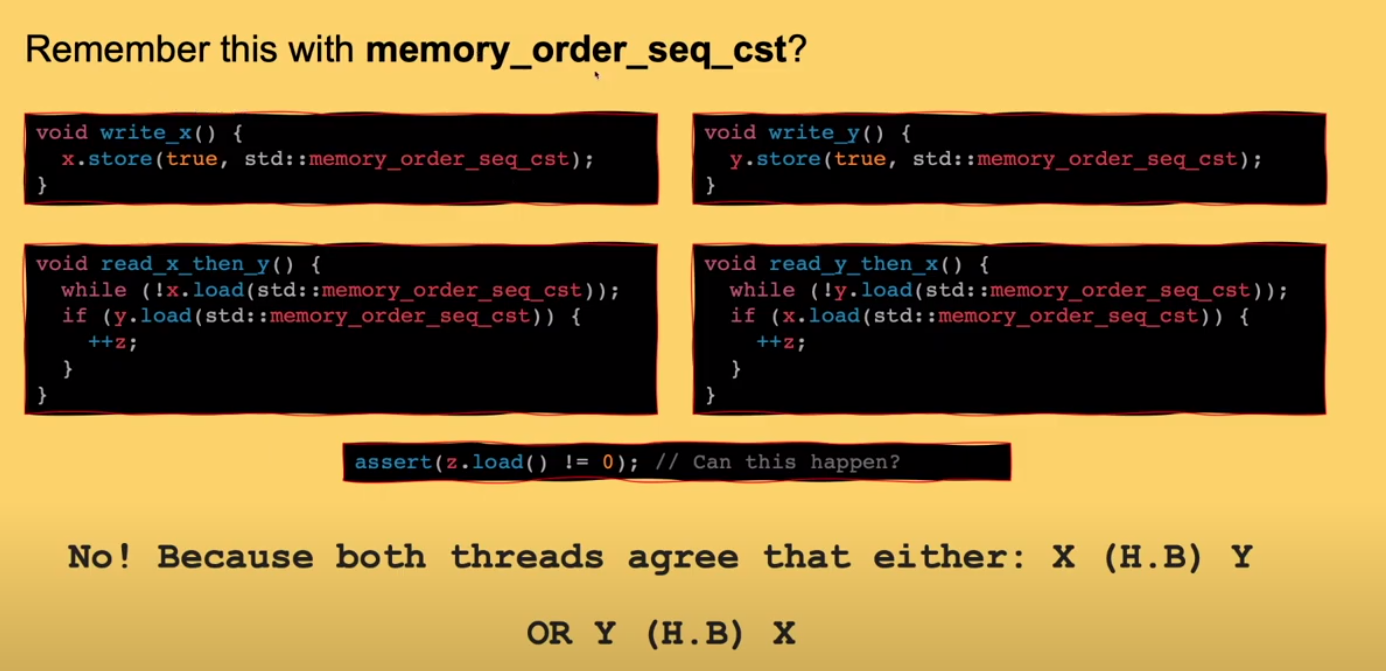 Remember this with memory_order_seq_cst?
void write_x() {
  x.store(true, std::memory_order_seq_cst);
}
void write_y() {
  y.store(true, std::memory_order_seq_cst);
}
void read_x_then_y() {
  while (!x.load(std::memory_order_seq_cst));
  if (y.load(std::memory_order_seq_cst)) {
    ++z;
  }
}
void read_y_then_x() {
  while (!y.load(std::memory_order_seq_cst));
  if (x.load(std::memory_order_seq_cst)) {
    ++z;
  }
}
assert(z.load() != 0); // Can this happen?
No! Because both threads agree that either: X (H.B) Y
OR Y (H.B) X